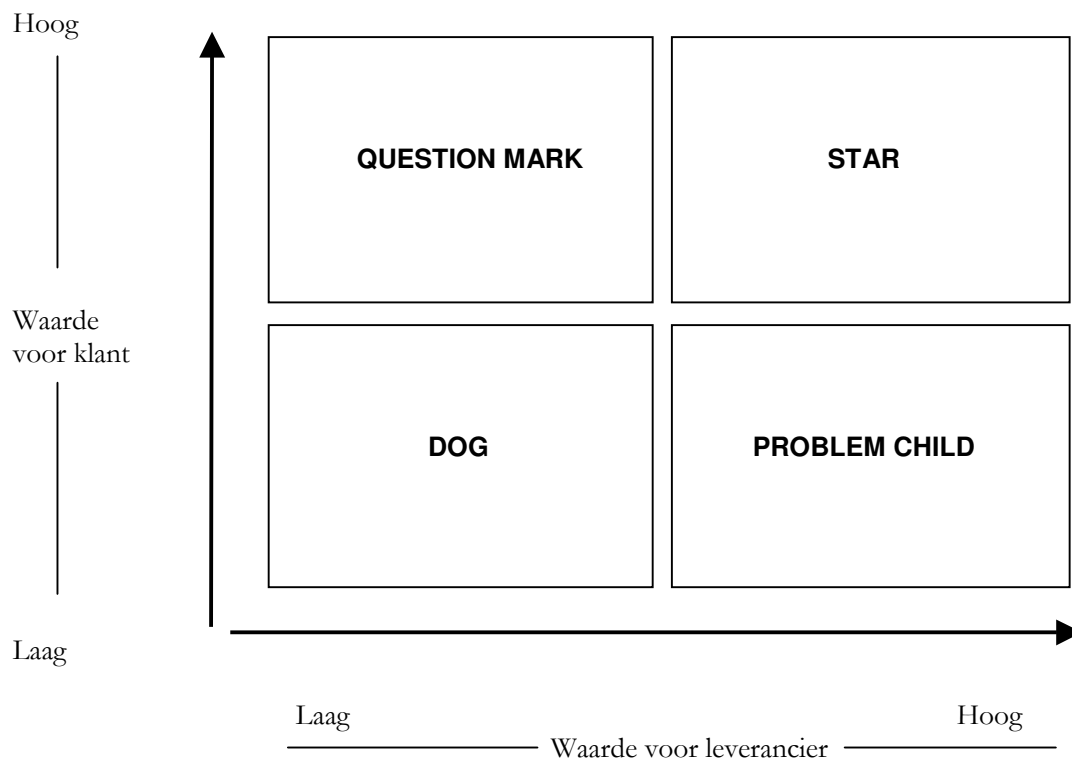 Hoog
QUESTION MARK
STAR
Waarde
voor klant
DOG
PROBLEM CHILD
Laag
Laag
Hoog
Waarde voor leverancier